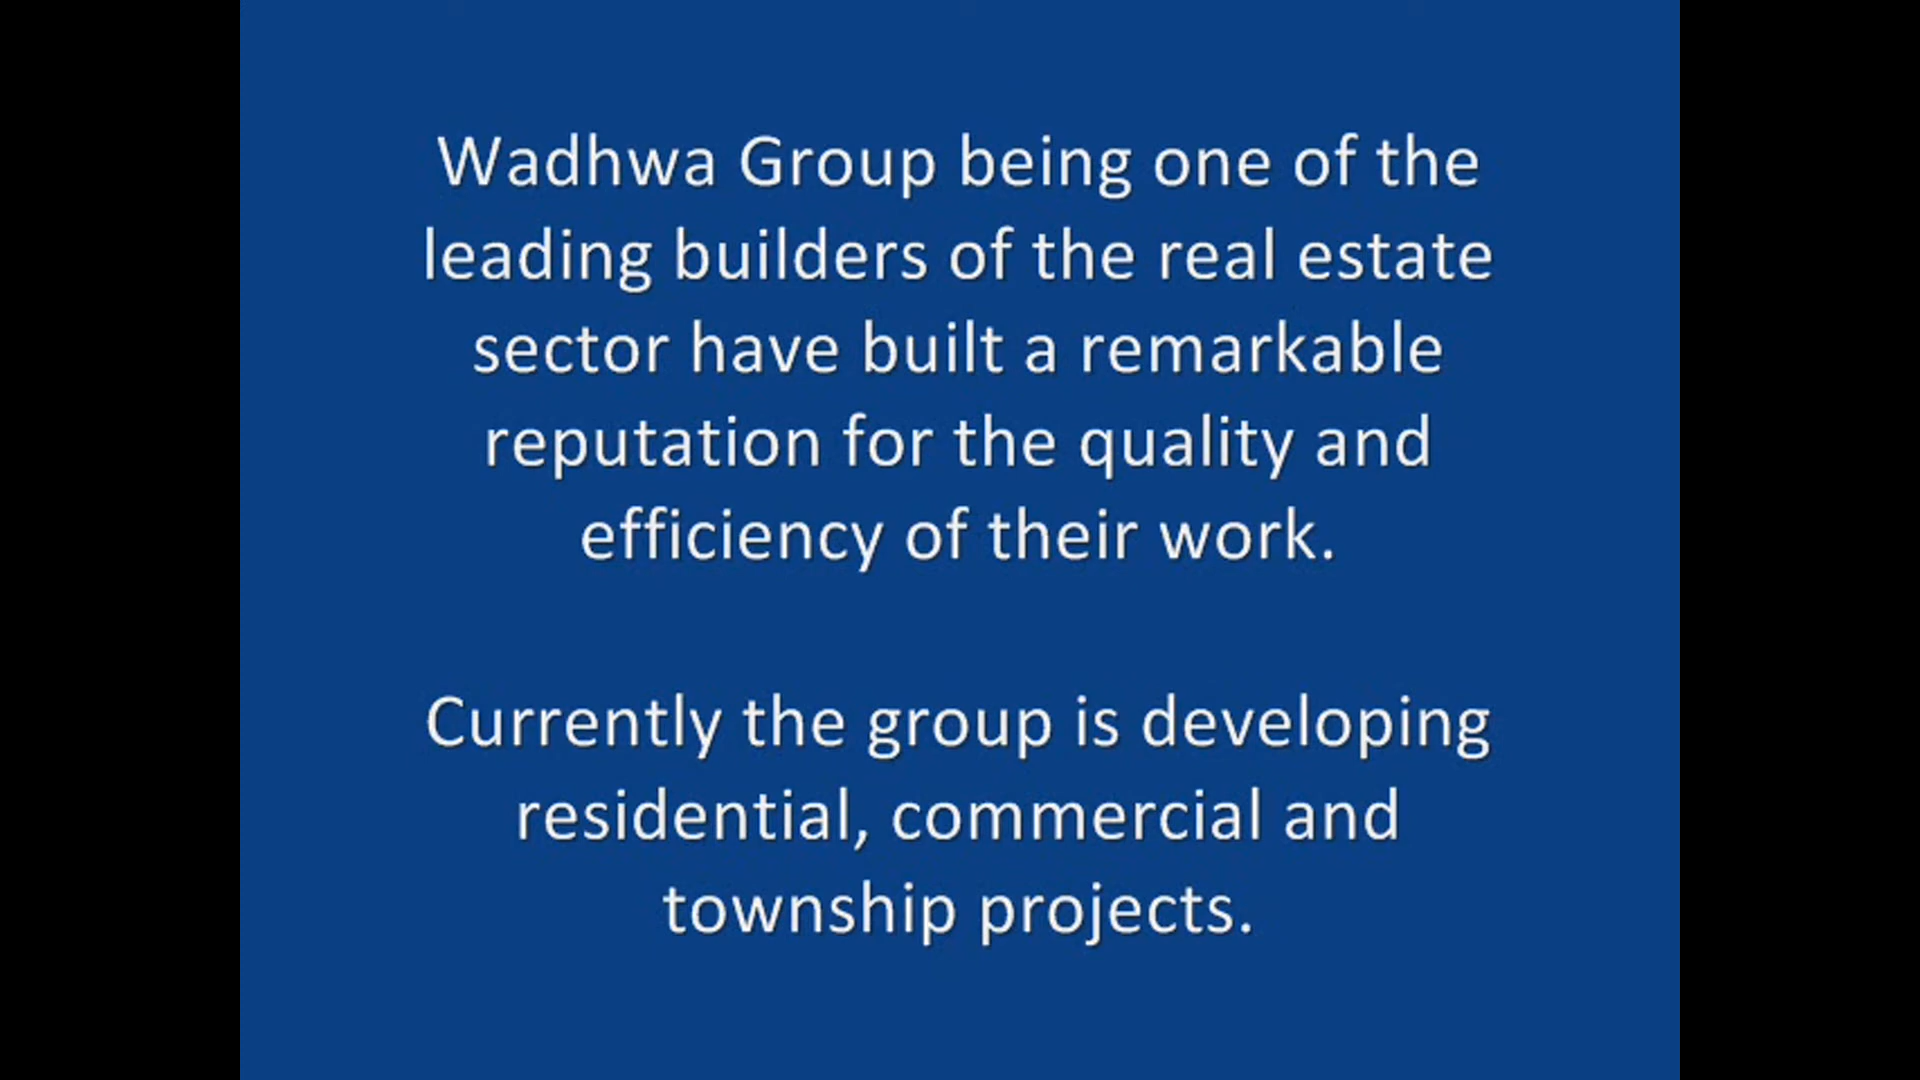 Wadhwa Group being one of the
leading builders of the real estate
sector have built a remarkable
reputation for the quality and
efficiency of their work.
Currently the group is developing
residential, commercial and
township projects.